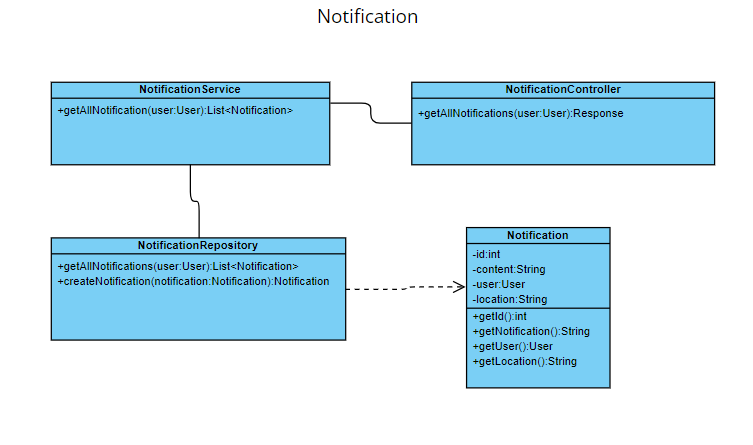 Notification
NotificationService
+getAllNotification(user:User):List<Notification>
NotificationController
+getAllNotifications(user:User):Response
NotificationRepository
+getAllNotifications(user:User):List<Notification>
+createNotification(notification:Notification):Notification
Notification
-id:int
-content:String
-user:User
-location:String
+getId():int
+getNotification():String
+getUser():User
+getLocation():String